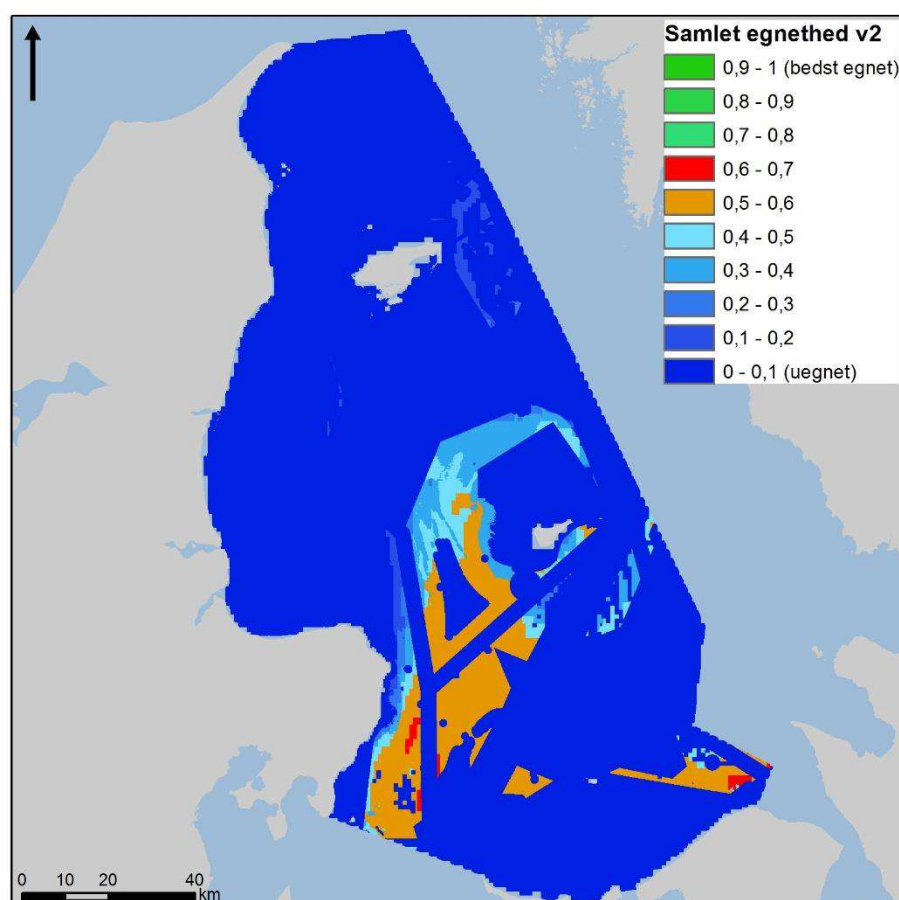 Samlet egnethed v2
0,9 - 1 (bedst egnet)
0,8 - 0,9
0,7 - 0,8
0,6 - 0,7
0,5 - 0,6
0,4 - 0,5
0,3 - 0,4
0,2 - 0,3
0,1 - 0,2
0 - 0,1 (uegnet)
0 10 20 40
km